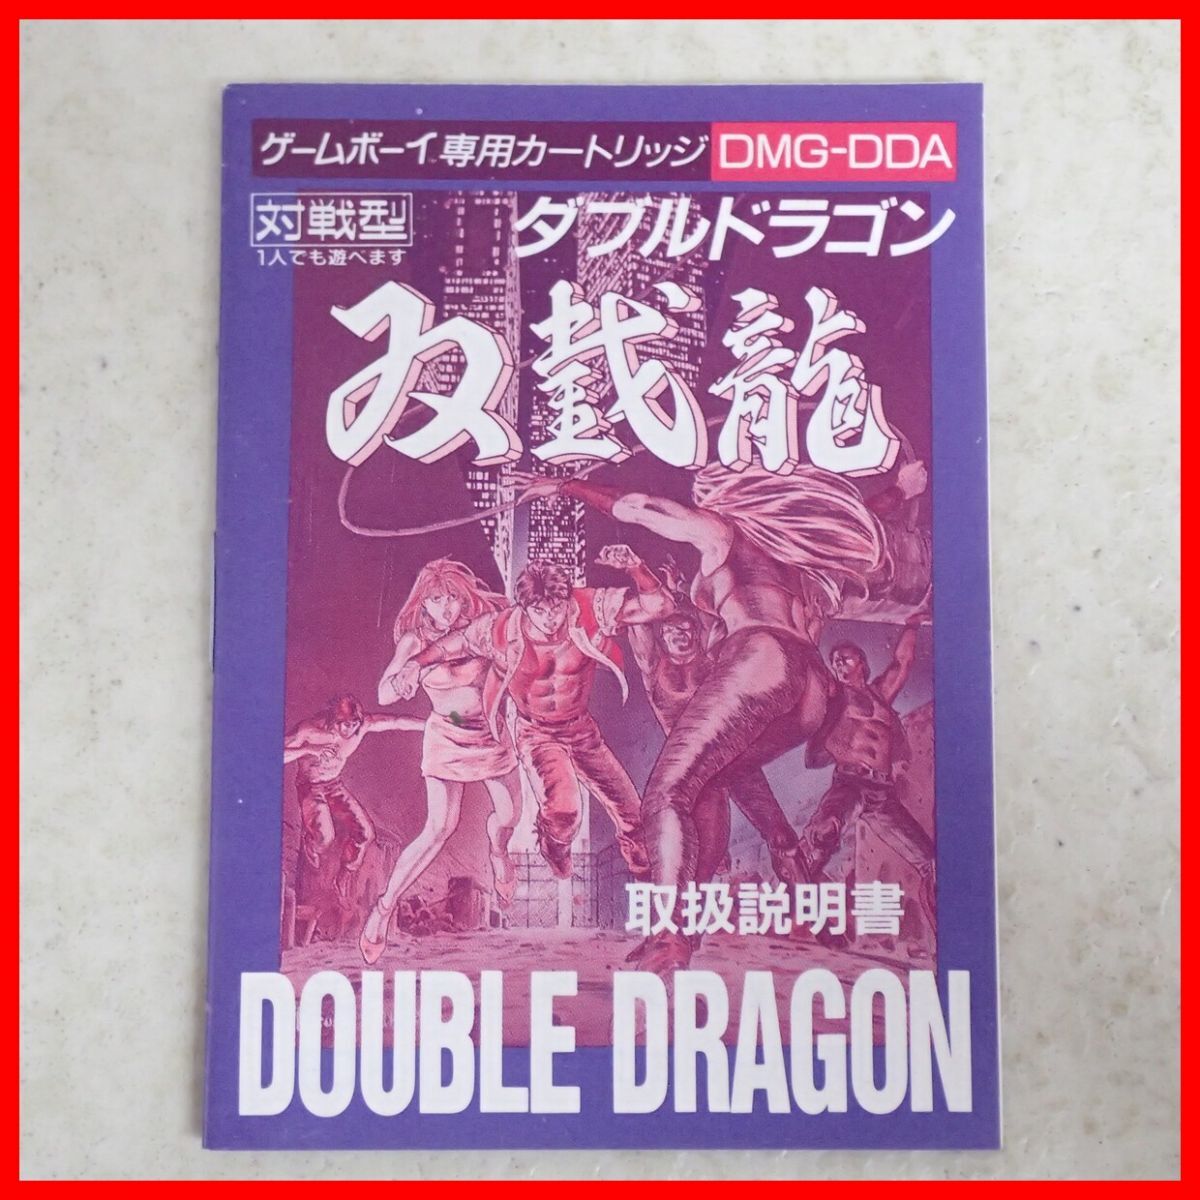 ゲームボーイ専用カートリッジ DMG-DDA
対戦型
1人でも遊べます
ダブルドラゴン
双截龍
取扱説明書
DOUBLE DRAGON